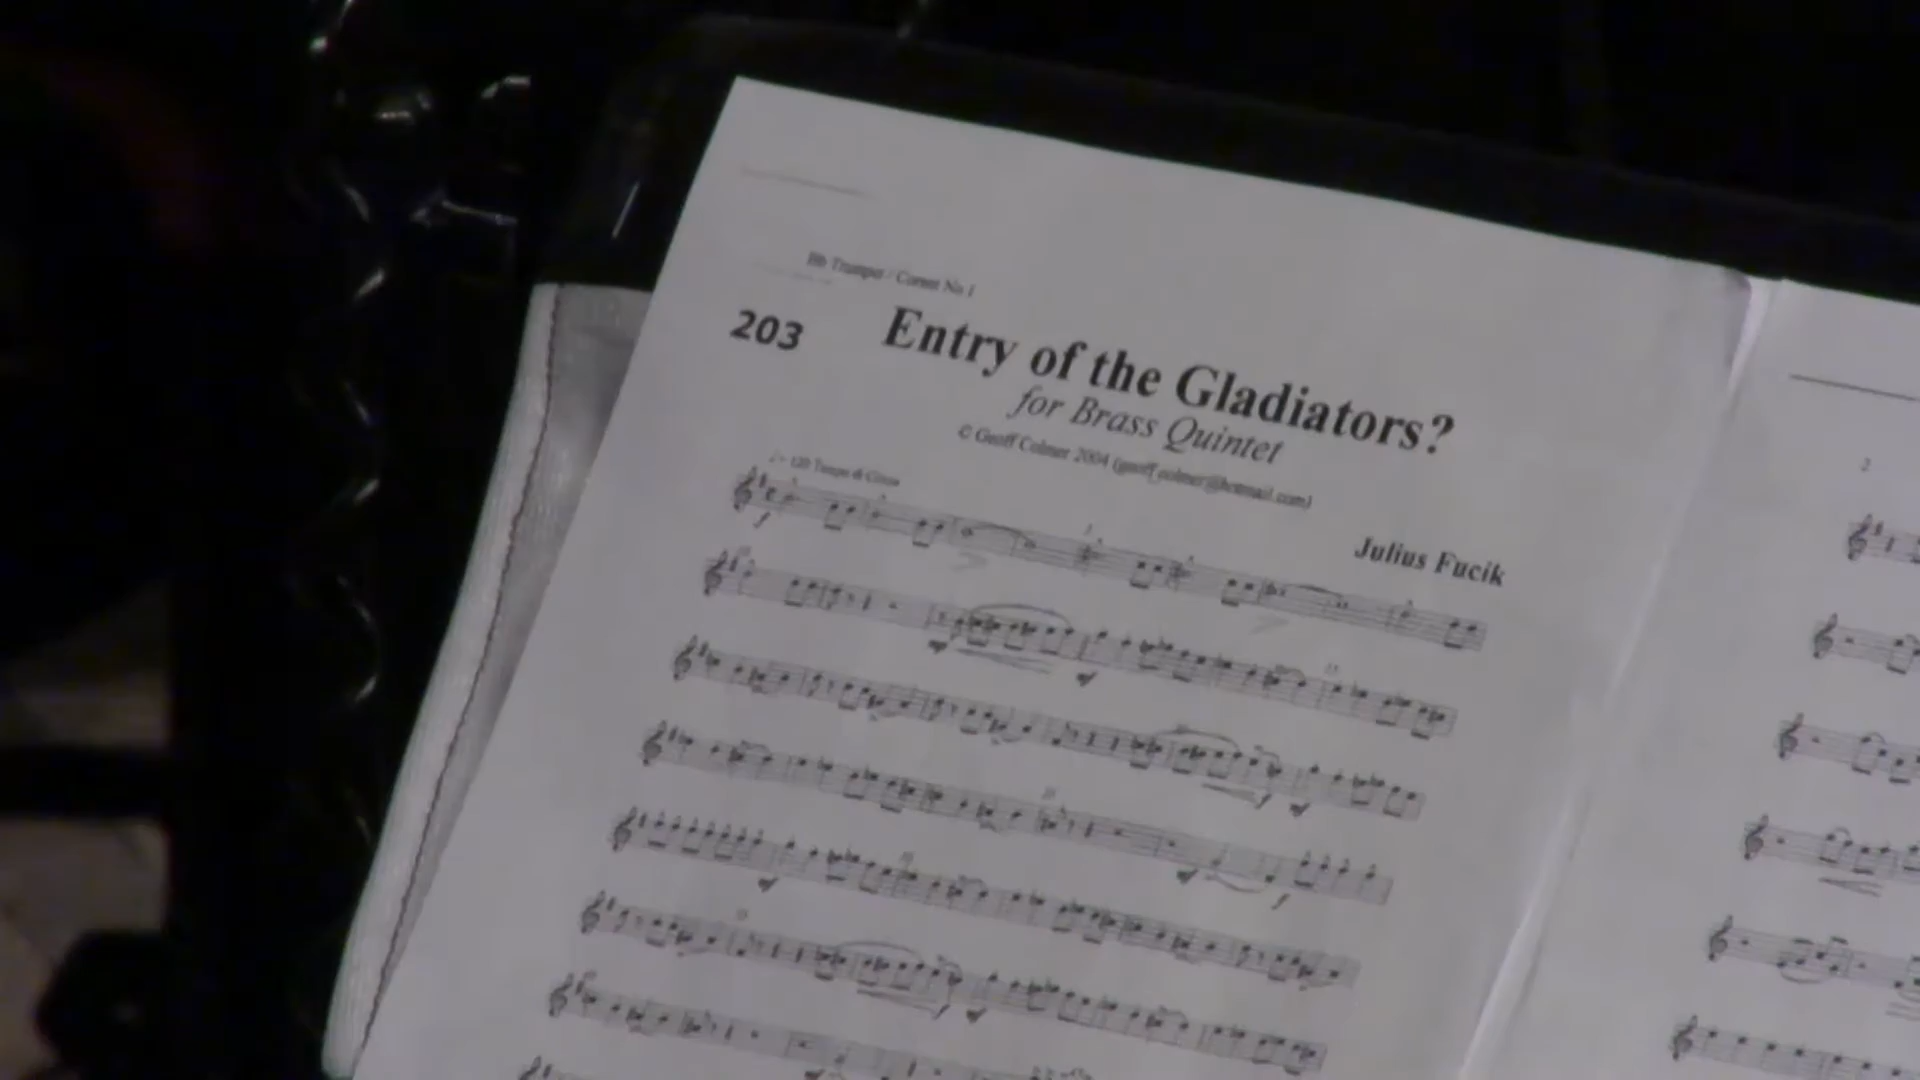 Bb Trumpet / Cornet No 1
203
Entry of the Gladiators?
for Brass Quintet
© Geoff Colmer 2004 (geoff.colmer@hotmail.com)
Julius Fucik
2